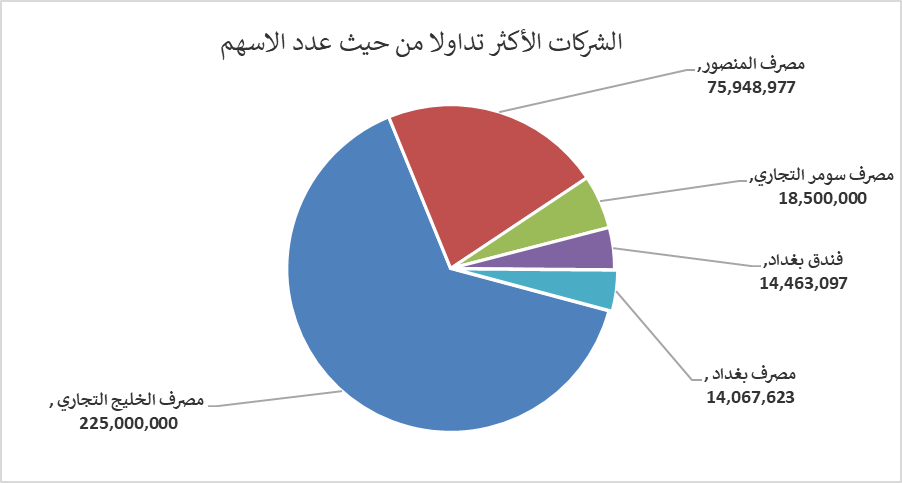 الشركات الأكثر تداولا من حيث عدد الاسهم
مصرف المنصور,
75,948,977
مصرف سومر التجاري,
18,500,000
فندق بغداد,
14,463,097
مصرف بغداد ,
14,067,623
مصرف الخليج التجاري ,
225,000,000